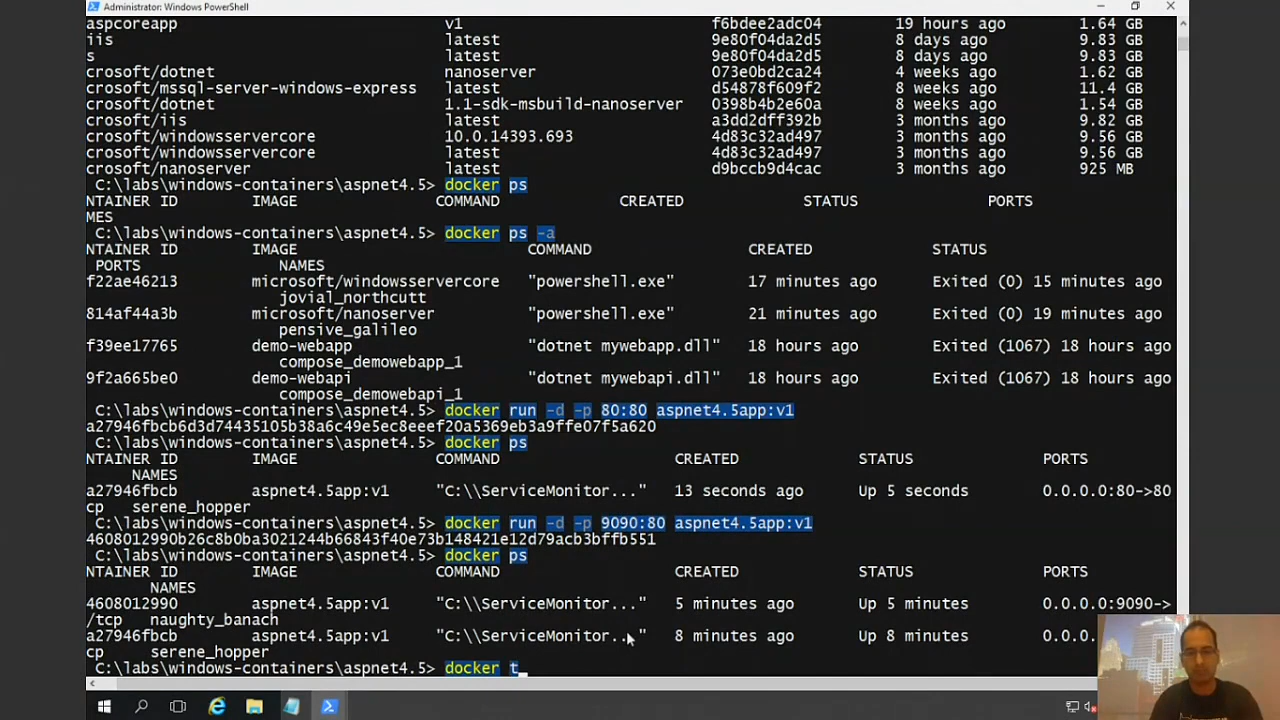 Administrator: Windows PowerShell
aspcoreapp v1 f6bdee2adc04 19 hours ago 1.64 GB
iis latest 9e80f04da2d5 8 days ago 9.83 GB
s latest 9e80f04da2d5 8 days ago 9.83 GB
crosoft/dotnet nanoserver 073e0bd2ca24 4 weeks ago 1.62 GB
crosoft/mssql-server-windows-express latest d54878f609f2 8 weeks ago 11.4 GB
crosoft/dotnet 1.1-sdk-msbuild-nanoserver 0398b4b2e60a 8 weeks ago 1.54 GB
crosoft/iis latest a3dd2dff392b 3 months ago 9.82 GB
crosoft/windowsservercore 10.0.14393.693 4d83c32ad497 3 months ago 9.56 GB
crosoft/windowsservercore latest 4d83c32ad497 3 months ago 9.56 GB
crosoft/nanoserver latest d9bccb9d4cac 3 months ago 925 MB
C:\labs\windows-containers\aspnet4.5> docker ps
NTAINER ID IMAGE COMMAND CREATED STATUS PORTS
MES
C:\labs\windows-containers\aspnet4.5> docker ps -a
NTAINER ID IMAGE COMMAND CREATED STATUS
PORTS NAMES
f22ae46213 microsoft/windowsservercore "powershell.exe" 17 minutes ago Exited (0) 15 minutes ago
jovial_northcutt
814af44a3b microsoft/nanoserver "powershell.exe" 21 minutes ago Exited (0) 19 minutes ago
pensive_galileo
f39ee17765 demo-webapp "dotnet mywebapp.dll" 18 hours ago Exited (1067) 18 hours ago
compose_demowebapp_1
9f2a665be0 demo-webapi "dotnet mywebapi.dll" 18 hours ago Exited (1067) 18 hours ago
compose_demowebapi_1
C:\labs\windows-containers\aspnet4.5> docker run -d -p 80:80 aspnet4.5app:v1
a27946fbcb6d3d74435105b38a6c49e5ec8eeef20a5369eb3a9ffe07f5a620
C:\labs\windows-containers\aspnet4.5> docker ps
NTAINER ID IMAGE COMMAND CREATED STATUS PORTS
NAMES
a27946fbcb aspnet4.5app:v1 "C:\\ServiceMonitor..." 13 seconds ago Up 5 seconds 0.0.0.0:80->80
cp serene_hopper
C:\labs\windows-containers\aspnet4.5> docker run -d -p 9090:80 aspnet4.5app:v1
4608012990b26c8b0ba3021244b66843f40e73b148421e12d79acb3bffb551
C:\labs\windows-containers\aspnet4.5> docker ps
NTAINER ID IMAGE COMMAND CREATED STATUS PORTS
NAMES
4608012990 aspnet4.5app:v1 "C:\\ServiceMonitor..." 5 minutes ago Up 5 minutes 0.0.0.0:9090->
/tcp naughty_banach
a27946fbcb aspnet4.5app:v1 "C:\\ServiceMonitor..." 8 minutes ago Up 8 minutes 0.0.
cp serene_hopper
C:\labs\windows-containers\aspnet4.5> docker t